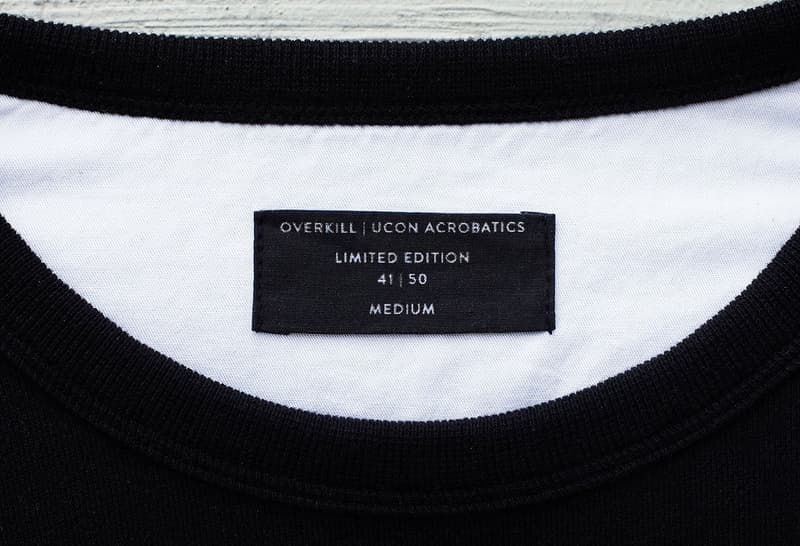 OVERKILL | UCON ACROBATICS
LIMITED EDITION
41 | 50
MEDIUM